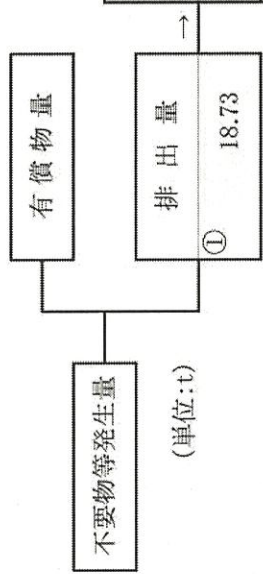 有償物量
不要物等発生量
排出量
①
18.73
(単位:t)
→